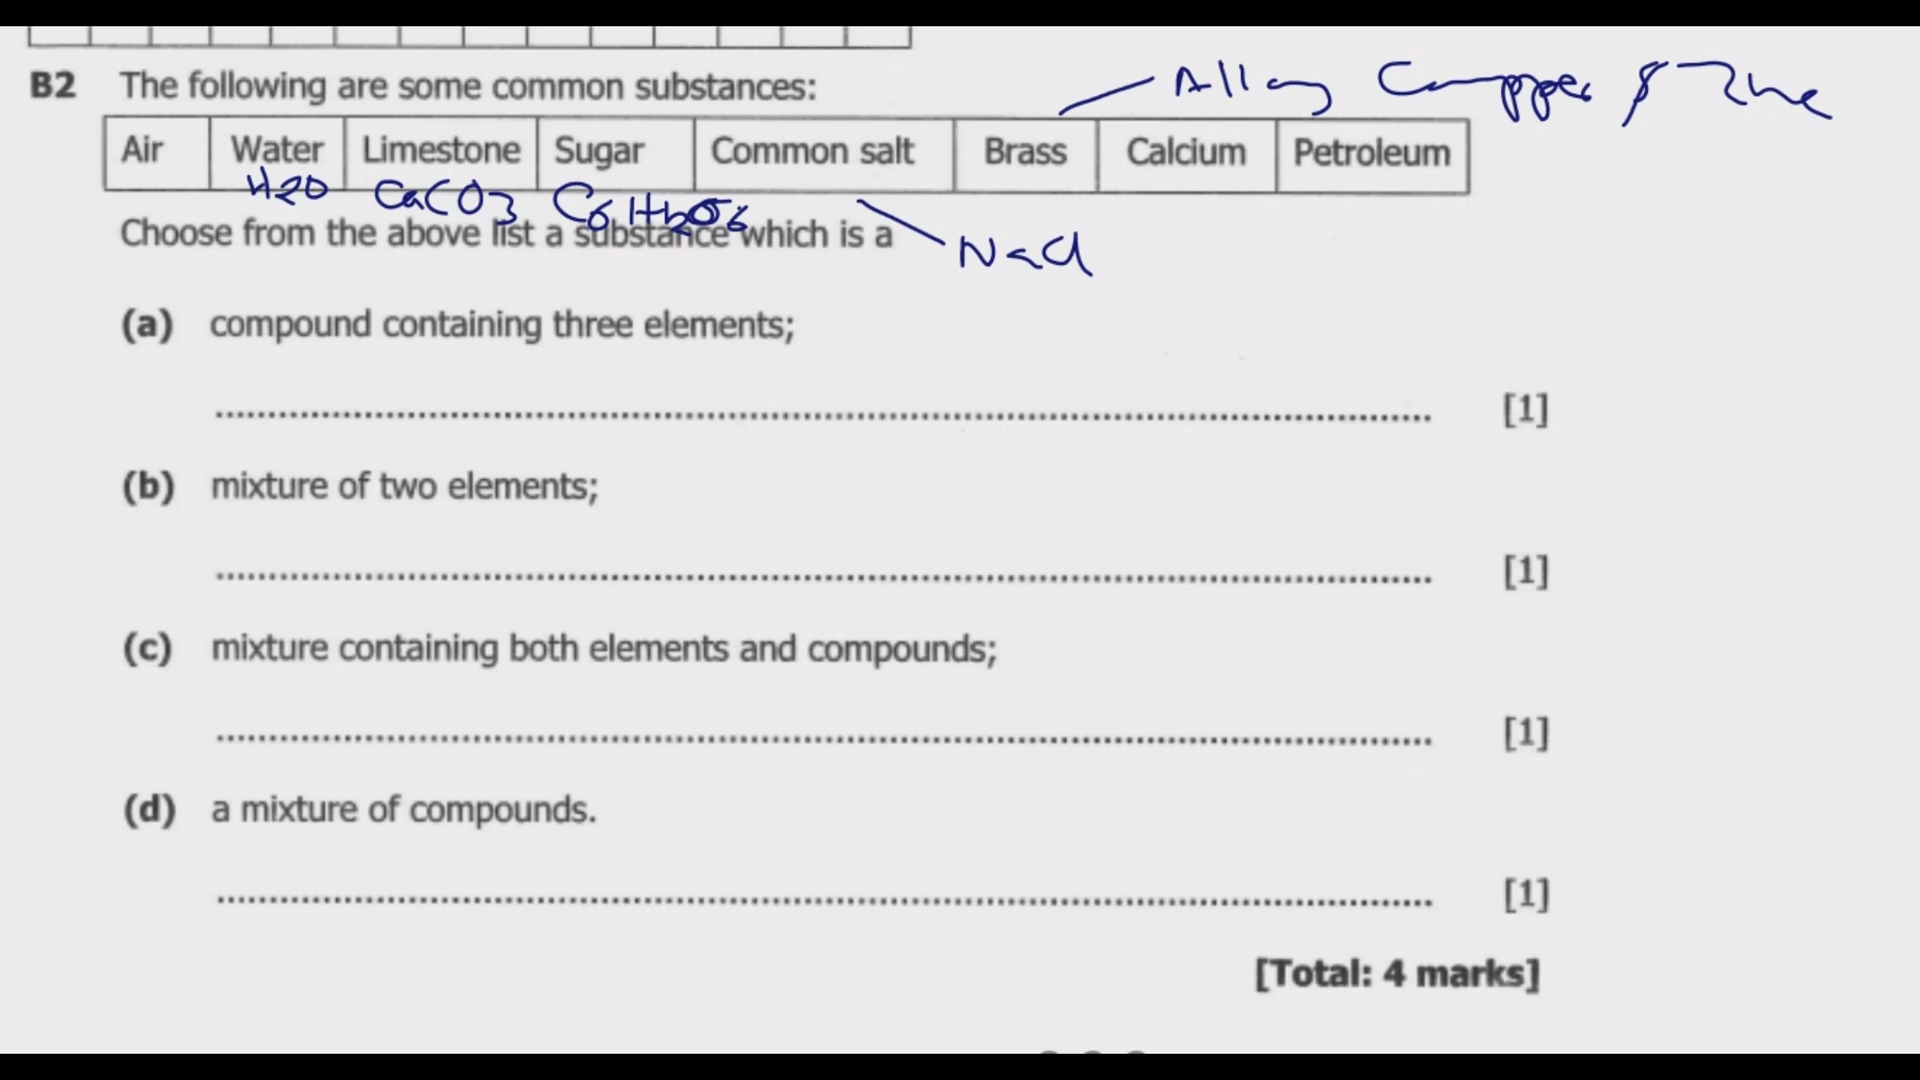 B2 The following are some common substances:
Alloy Copper & Zinc
Air Water Limestone Sugar Common salt Brass Calcium Petroleum
H2O CaCO3 C6H12O6
Choose from the above list a substance which is a
NaCl
(a) compound containing three elements;
[1]
(b) mixture of two elements;
[1]
(c) mixture containing both elements and compounds;
[1]
(d) a mixture of compounds.
[1]
[Total: 4 marks]